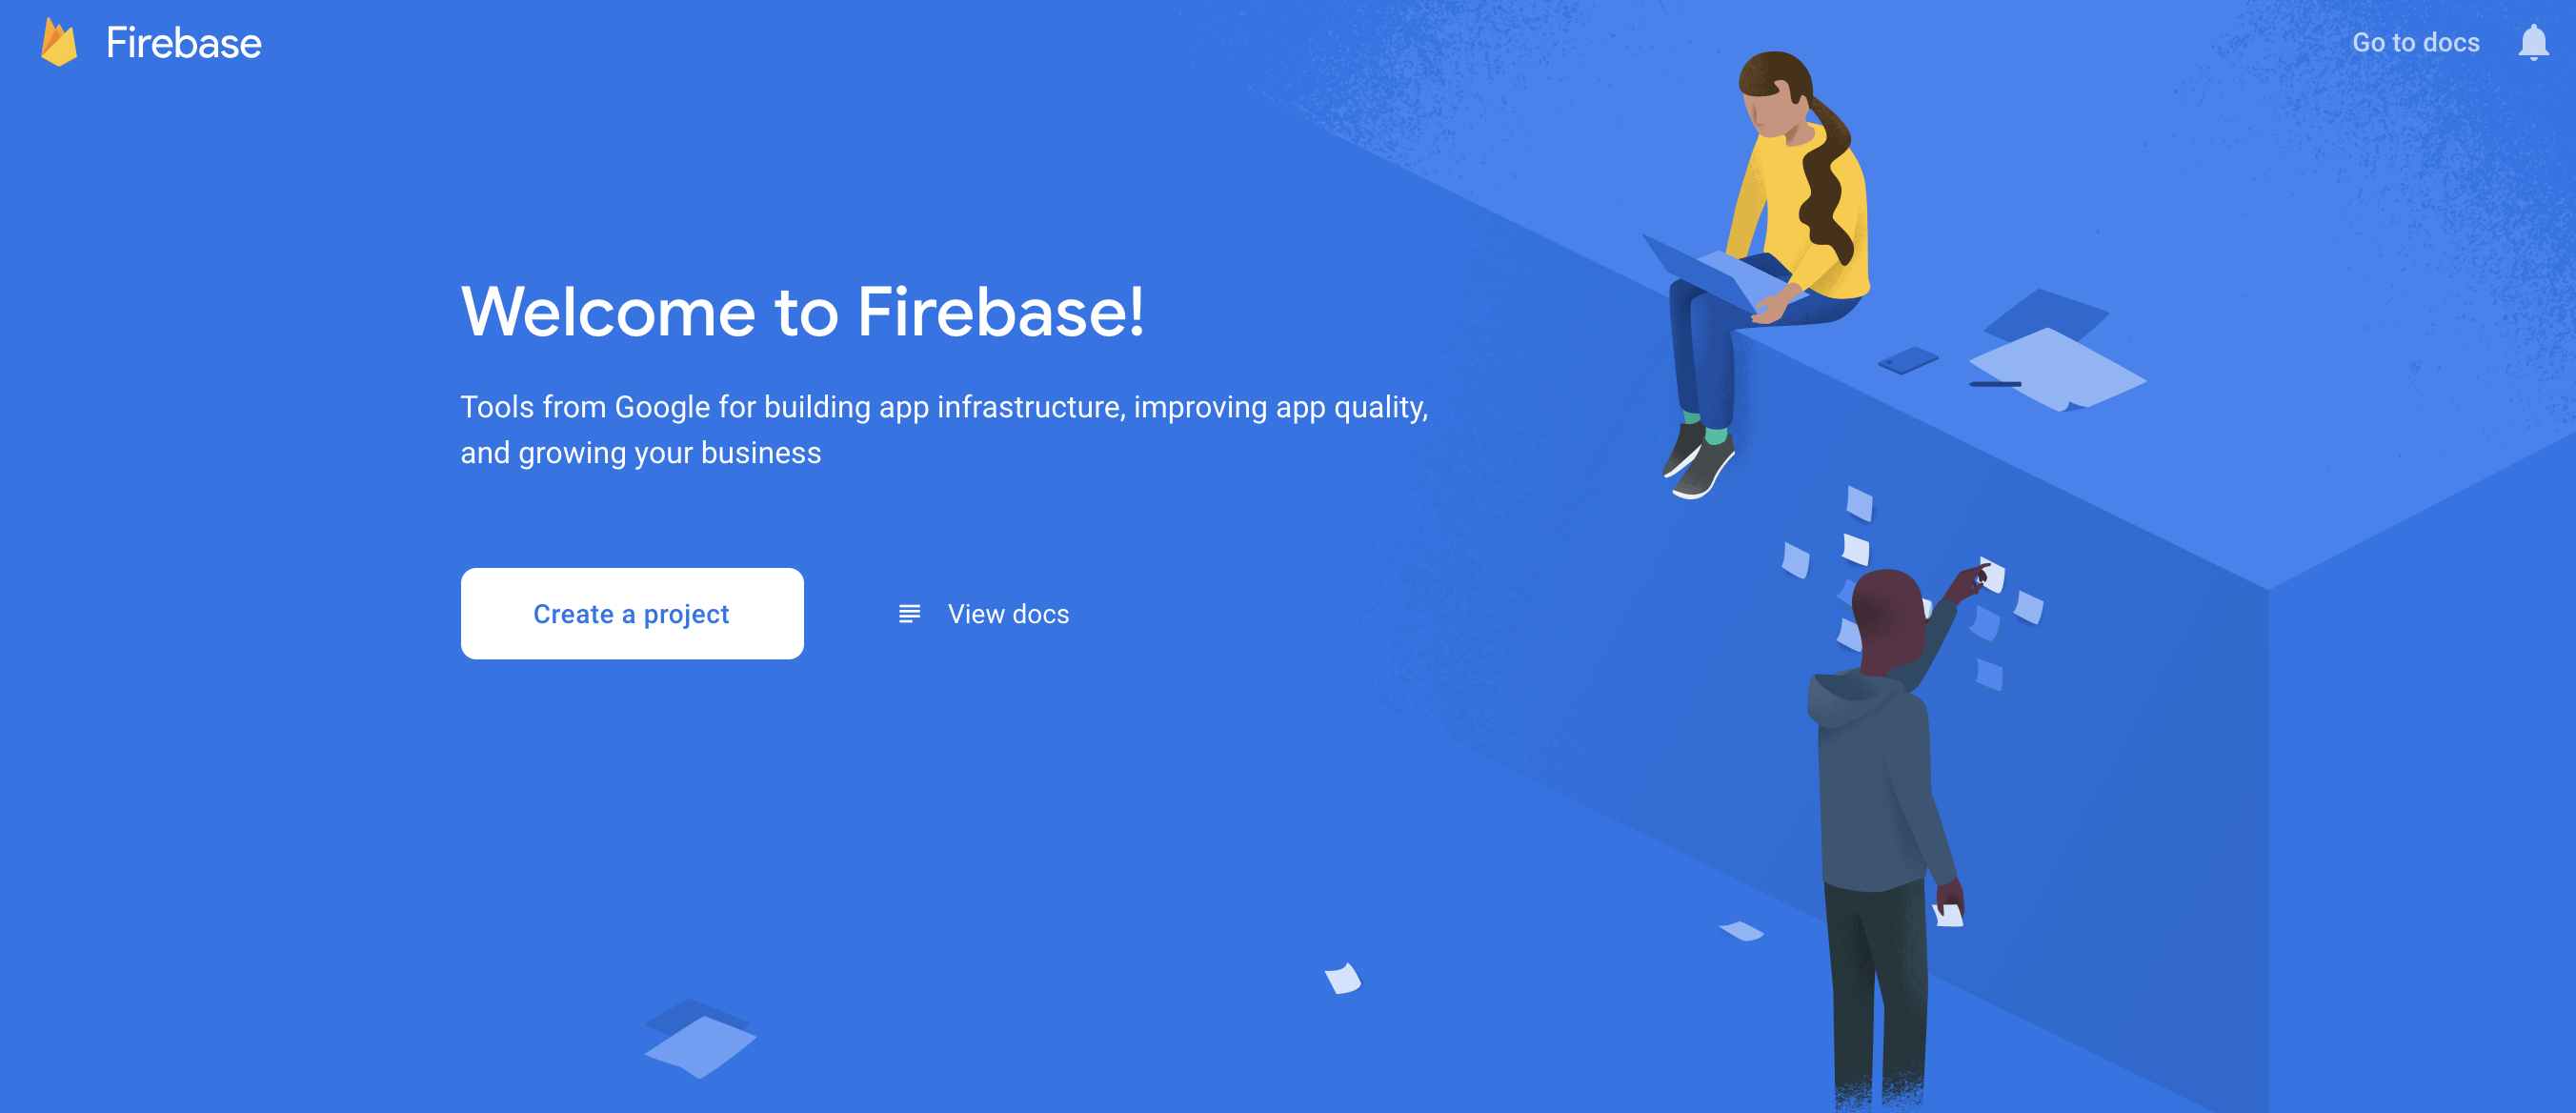 Firebase
Go to docs
Welcome to Firebase!
Tools from Google for building app infrastructure, improving app quality,
and growing your business
Create a project
View docs